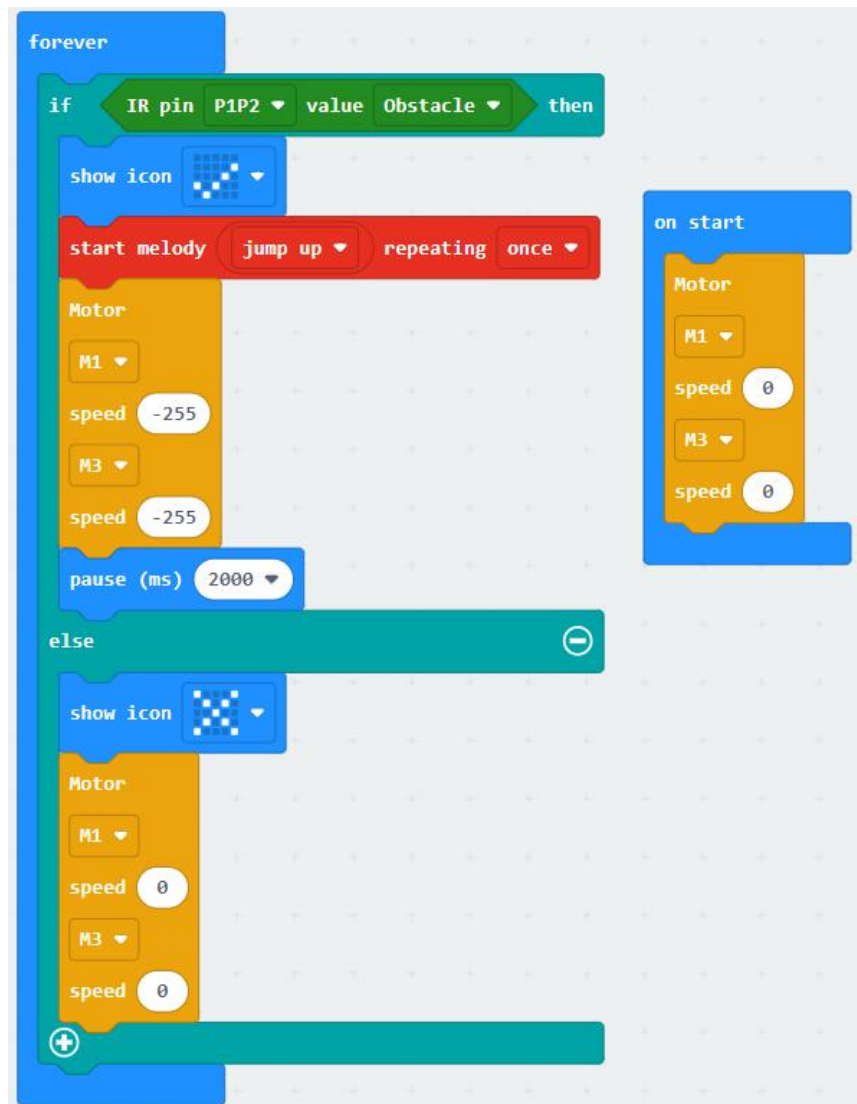 forever
if IR pin P1P2 value Obstacle then
show icon
start melody jump up repeating once
Motor
M1
speed -255
M3
speed -255
pause (ms) 2000
else
show icon
Motor
M1
speed 0
M3
speed 0
on start
Motor
M1
speed 0
M3
speed 0